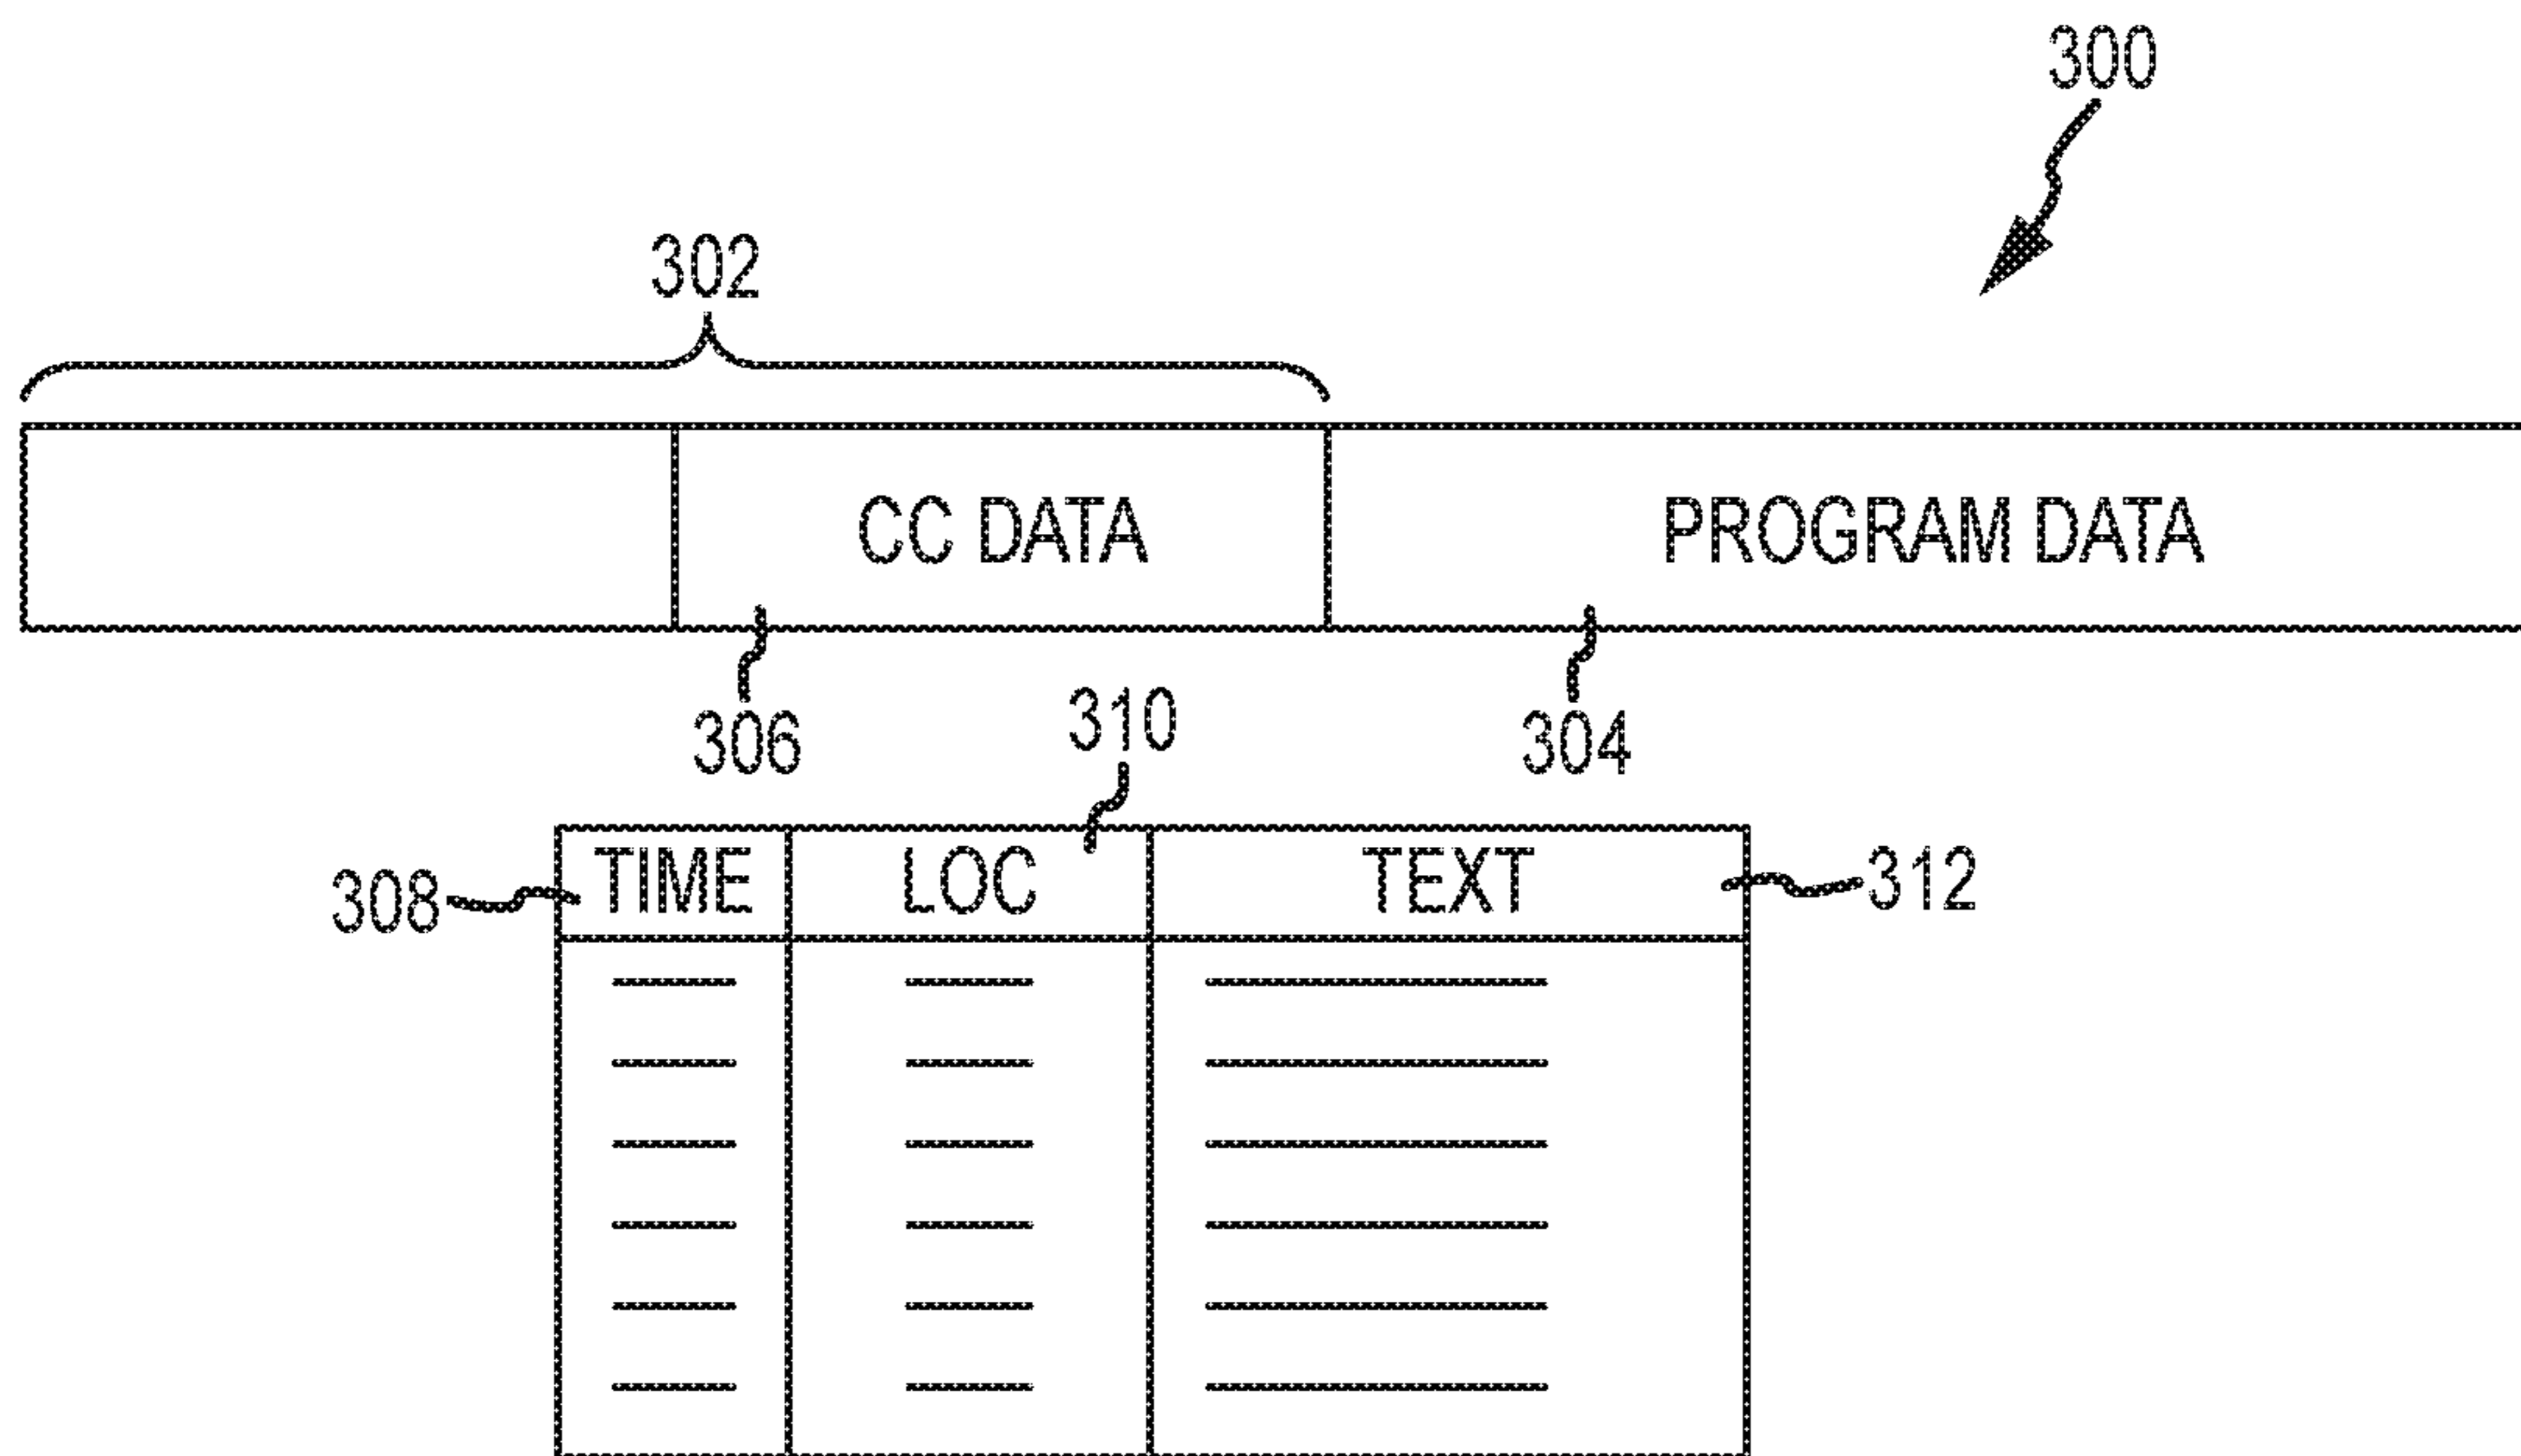 300
302
CC DATA PROGRAM DATA
306 310 304
308 TIME LOC TEXT 312